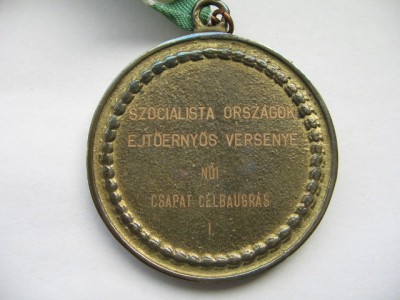 SZOCIALISTA ORSZÁGOK
EJTŐERNYŐS VERSENYE
NŐI
CSAPAT CÉLBAUGRÁS
I.